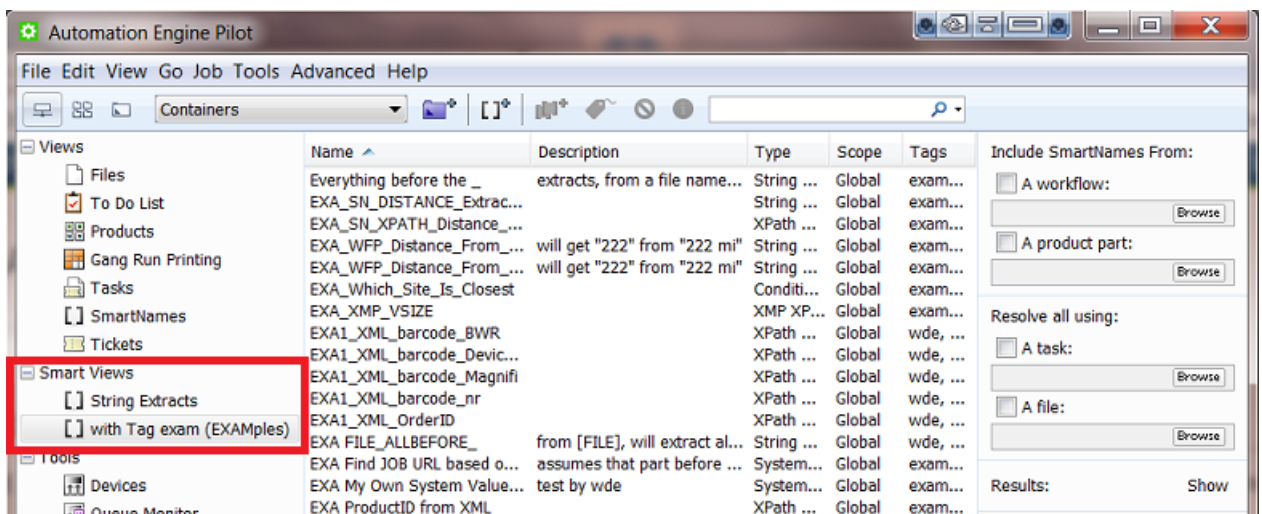 Automation Engine Pilot
File Edit View Go Job Tools Advanced Help
Containers
Views
Files
To Do List
Products
Gang Run Printing
Tasks
SmartNames
Tickets
Smart Views
String Extracts
with Tag exam (EXAMples)
Tools
Devices
Queue Monitor
Name Description Type Scope Tags
Everything before the _ extracts, from a file name... String ... Global exam...
EXA_SN_DISTANCE_Extrac... String ... Global exam...
EXA_SN_XPATH_Distance_... XPath ... Global exam...
EXA_WFP_Distance_From_... will get "222" from "222 mi" String ... Global exam...
EXA_WFP_Distance_From_... will get "222" from "222 mi" String ... Global exam...
EXA_Which_Site_Is_Closest Conditi... Global exam...
EXA_XMP_VSIZE XMP XP... Global exam...
EXA1_XML_barcode_BWR XPath ... Global wde, ...
EXA1_XML_barcode_Devic... XPath ... Global wde, ...
EXA1_XML_barcode_Magnifi XPath ... Global wde, ...
EXA1_XML_barcode_nr XPath ... Global wde, ...
EXA1_XML_OrderID XPath ... Global wde, ...
EXA FILE_ALLBEFORE_ from [FILE], will extract al... String ... Global wde, ...
EXA Find JOB URL based o... assumes that part before ... System... Global exam...
EXA My Own System Value... test by wde System... Global exam...
EXA ProductID from XML XPath ... Global exam...
Include SmartNames From:
A workflow:
Browse
A product part:
Browse
Resolve all using:
A task:
Browse
A file:
Browse
Results: Show